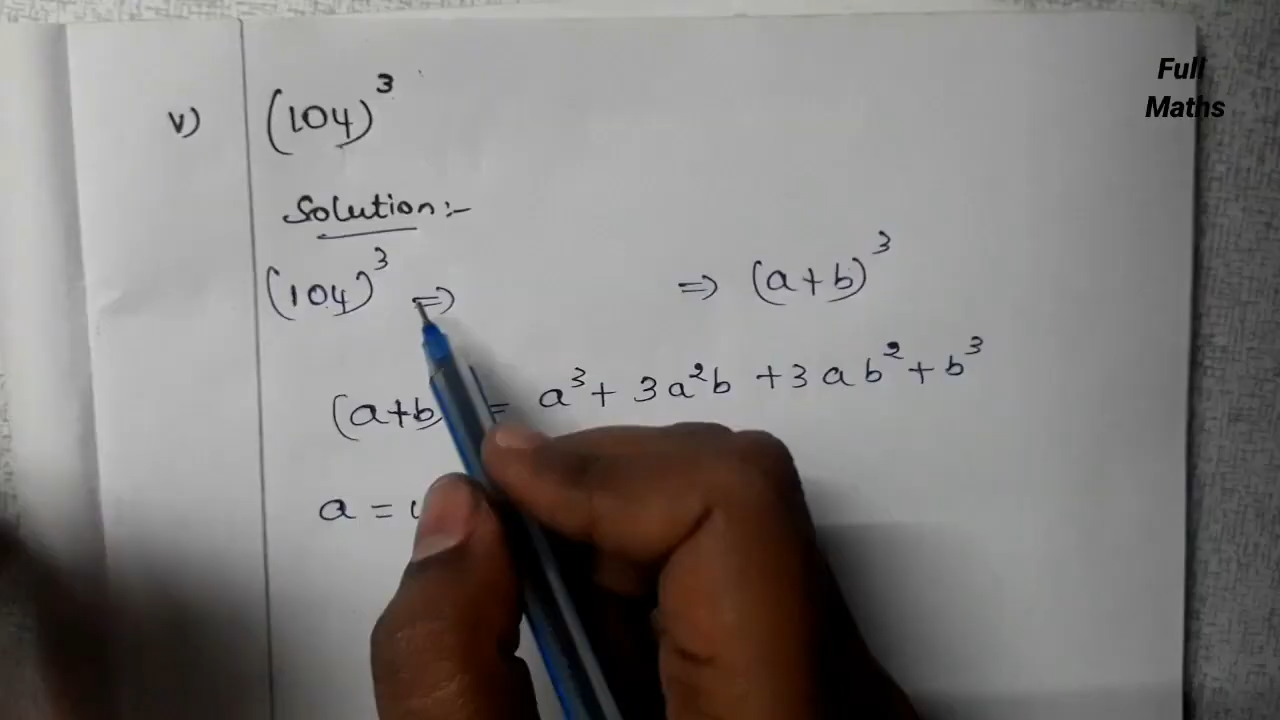 Full
Maths
v) (104)³
Solution:-
(104)³ ⇒ ⇒ (a+b)³
(a+b = a³ + 3a²b + 3ab² + b³
a =